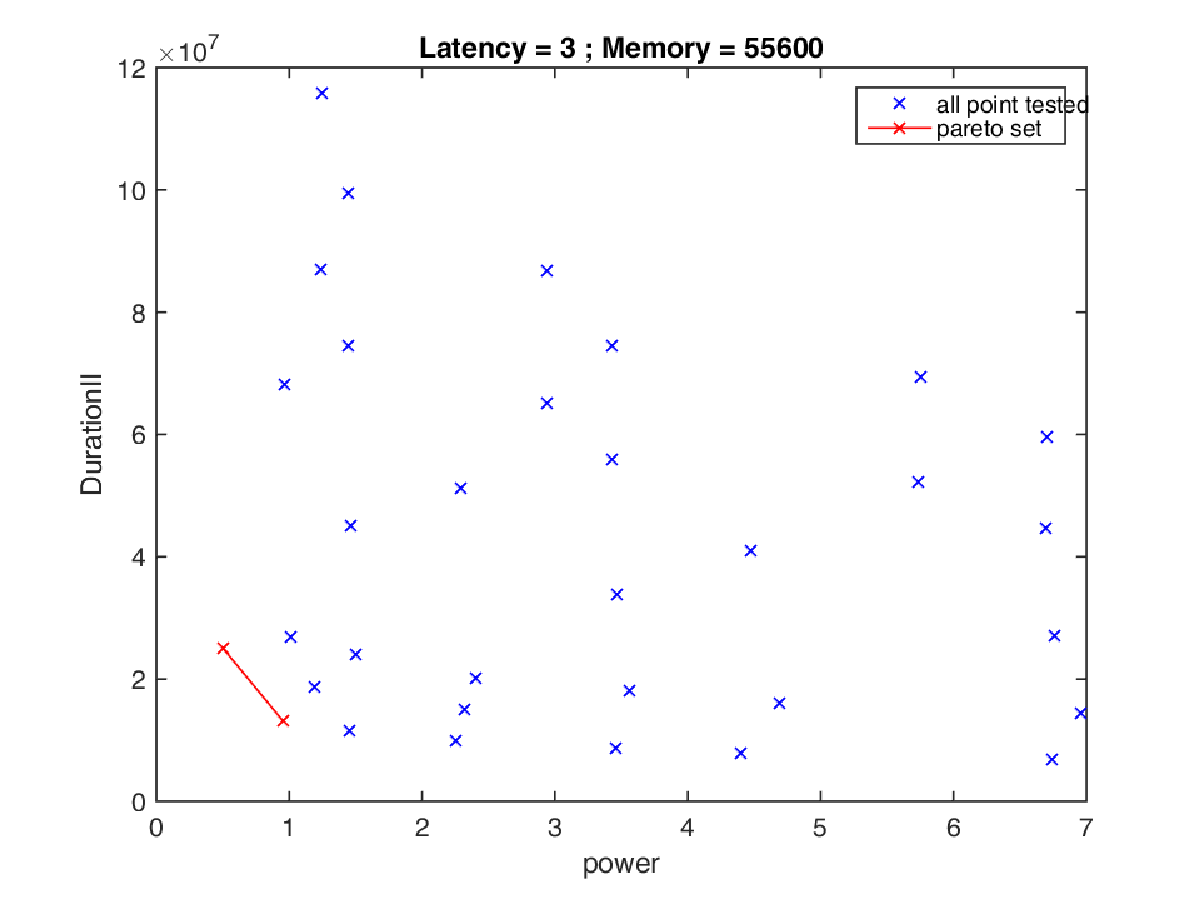 Latency = 3 ; Memory = 55600
×10^7
12
10
8
6
4
2
0
DurationII
0 1 2 3 4 5 6 7
power
all point tested
pareto set